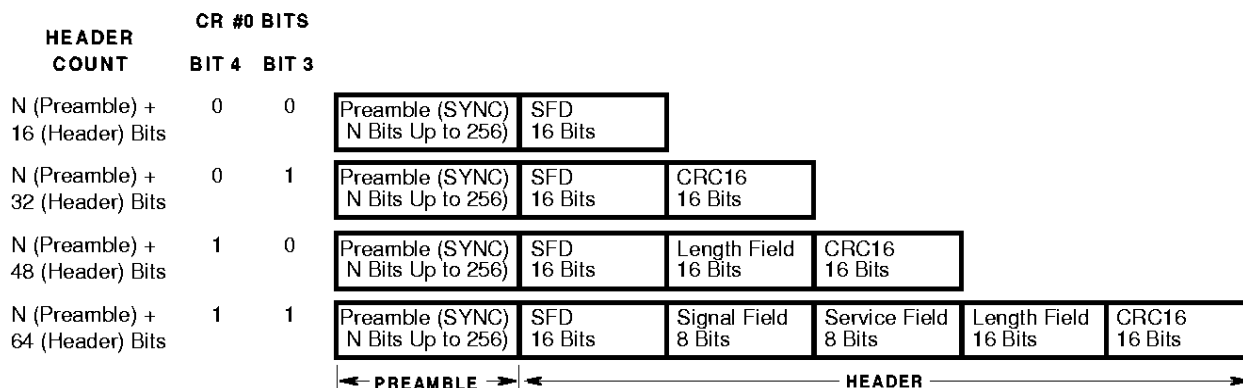 CR #0 BITS
HEADER
COUNT
BIT 4 BIT 3
N (Preamble) +
16 (Header) Bits
0 0
Preamble (SYNC)
N Bits Up to 256)
SFD
16 Bits
N (Preamble) +
32 (Header) Bits
0 1
Preamble (SYNC)
N Bits Up to 256)
SFD
16 Bits
CRC16
16 Bits
N (Preamble) +
48 (Header) Bits
1 0
Preamble (SYNC)
N Bits Up to 256)
SFD
16 Bits
Length Field
16 Bits
CRC16
16 Bits
N (Preamble) +
64 (Header) Bits
1 1
Preamble (SYNC)
N Bits Up to 256)
SFD
16 Bits
Signal Field
8 Bits
Service Field
8 Bits
Length Field
16 Bits
CRC16
16 Bits
PREAMBLE
HEADER